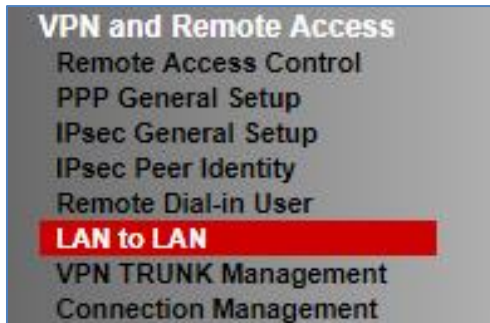 VPN and Remote Access
Remote Access Control
PPP General Setup
IPsec General Setup
IPsec Peer Identity
Remote Dial-in User
LAN to LAN
VPN TRUNK Management
Connection Management